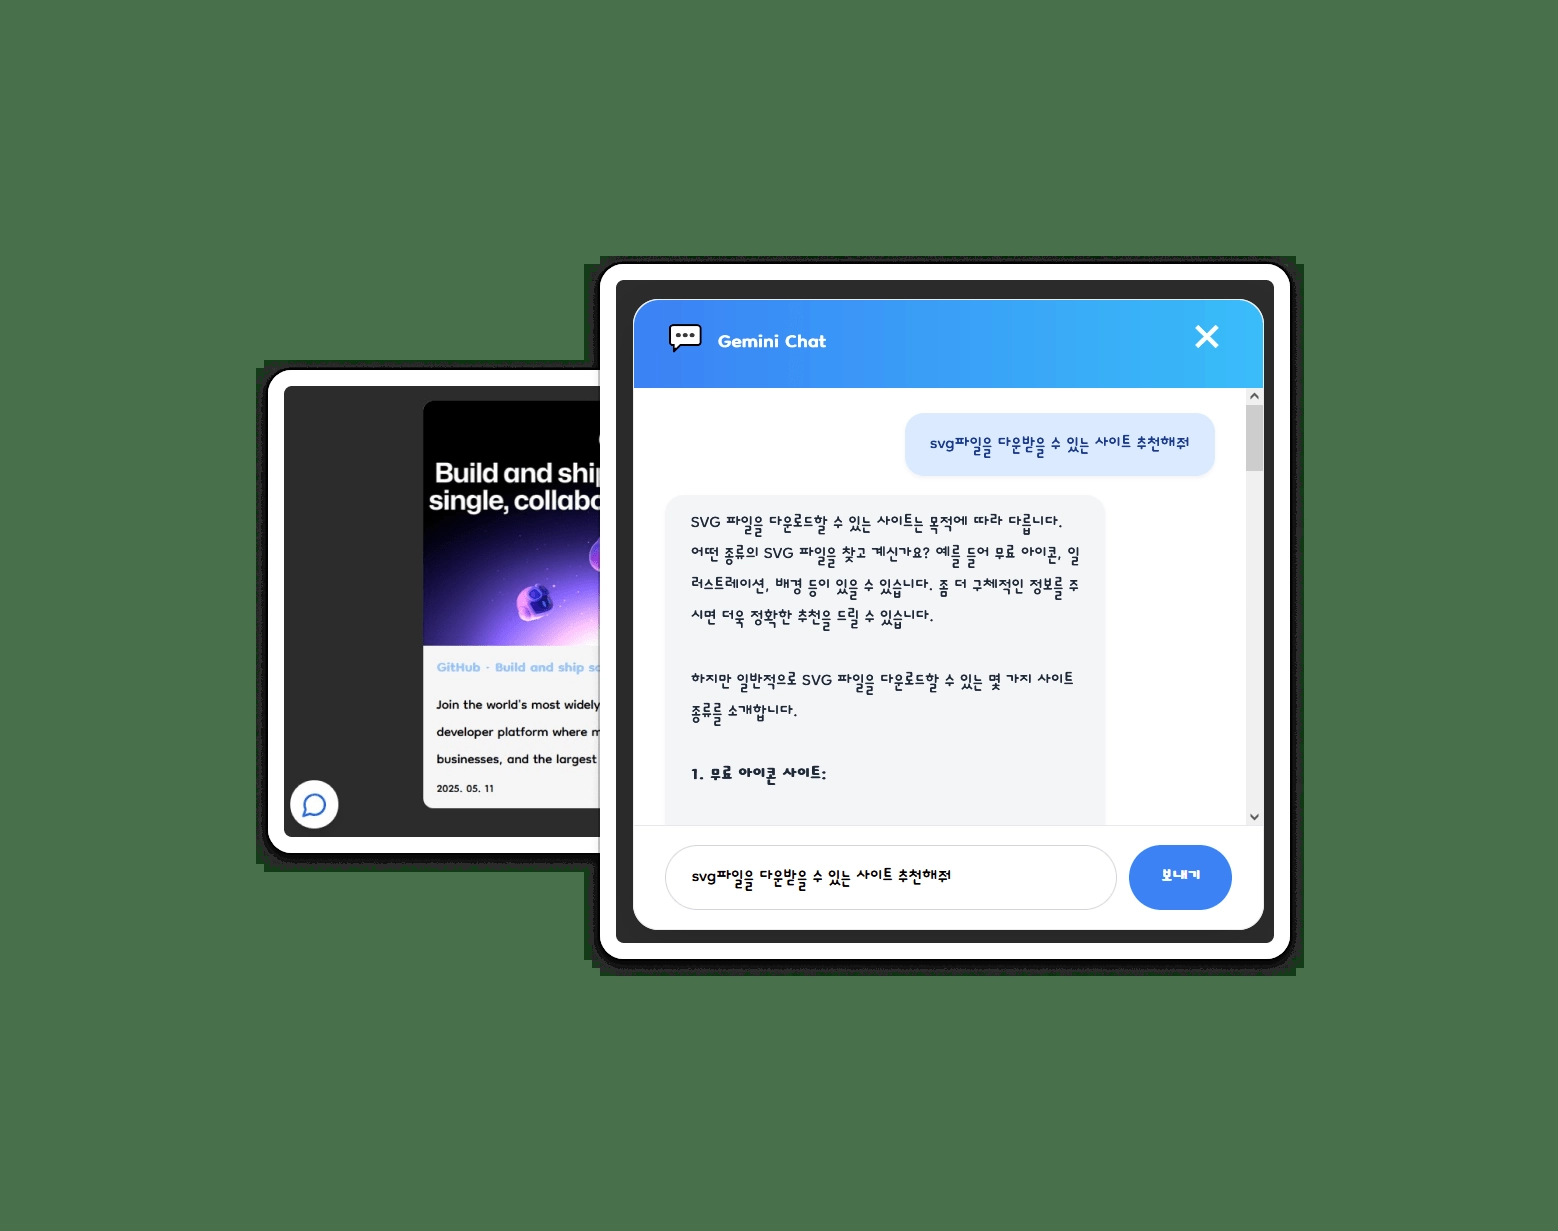 Build and ship
single, collab
GitHub · Build and ship
Join the world's most widely
developer platform where
businesses, and the largest
2025. 05. 11
Gemini Chat
svg파일을 다운받을 수 있는 사이트 추천해줘
SVG 파일을 다운로드할 수 있는 사이트는 목적에 따라 다릅니다.
어떤 종류의 SVG 파일을 찾고 계신가요? 예를 들어 무료 아이콘, 일
러스트레이션, 배경 등이 있을 수 있습니다. 좀 더 구체적인 정보를 주
시면 더욱 정확한 추천을 드릴 수 있습니다.
하지만 일반적으로 SVG 파일을 다운로드할 수 있는 몇 가지 사이트
종류를 소개합니다.
1. 무료 아이콘 사이트:
svg파일을 다운받을 수 있는 사이트 추천해줘
보내기